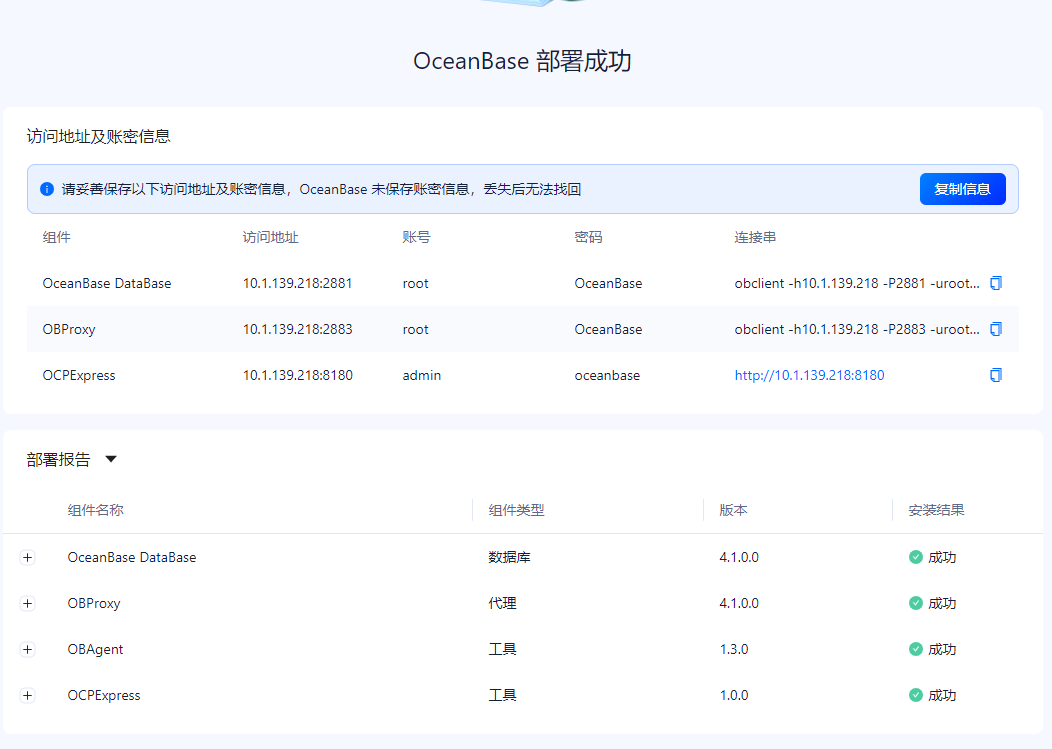 OceanBase 部署成功
访问地址及账密信息
请妥善保存以下访问地址及账密信息，OceanBase 未保存账密信息，丢失后无法找回 复制信息
组件 访问地址 账号 密码 连接串
OceanBase DataBase 10.1.139.218:2881 root OceanBase obclient -h10.1.139.218 -P2881 -uroot...
OBProxy 10.1.139.218:2883 root OceanBase obclient -h10.1.139.218 -P2883 -uroot...
OCPExpress 10.1.139.218:8180 admin oceanbase http://10.1.139.218:8180
部署报告
组件名称 组件类型 版本 安装结果
OceanBase DataBase 数据库 4.1.0.0 成功
OBProxy 代理 4.1.0.0 成功
OBAgent 工具 1.3.0 成功
OCPExpress 工具 1.0.0 成功